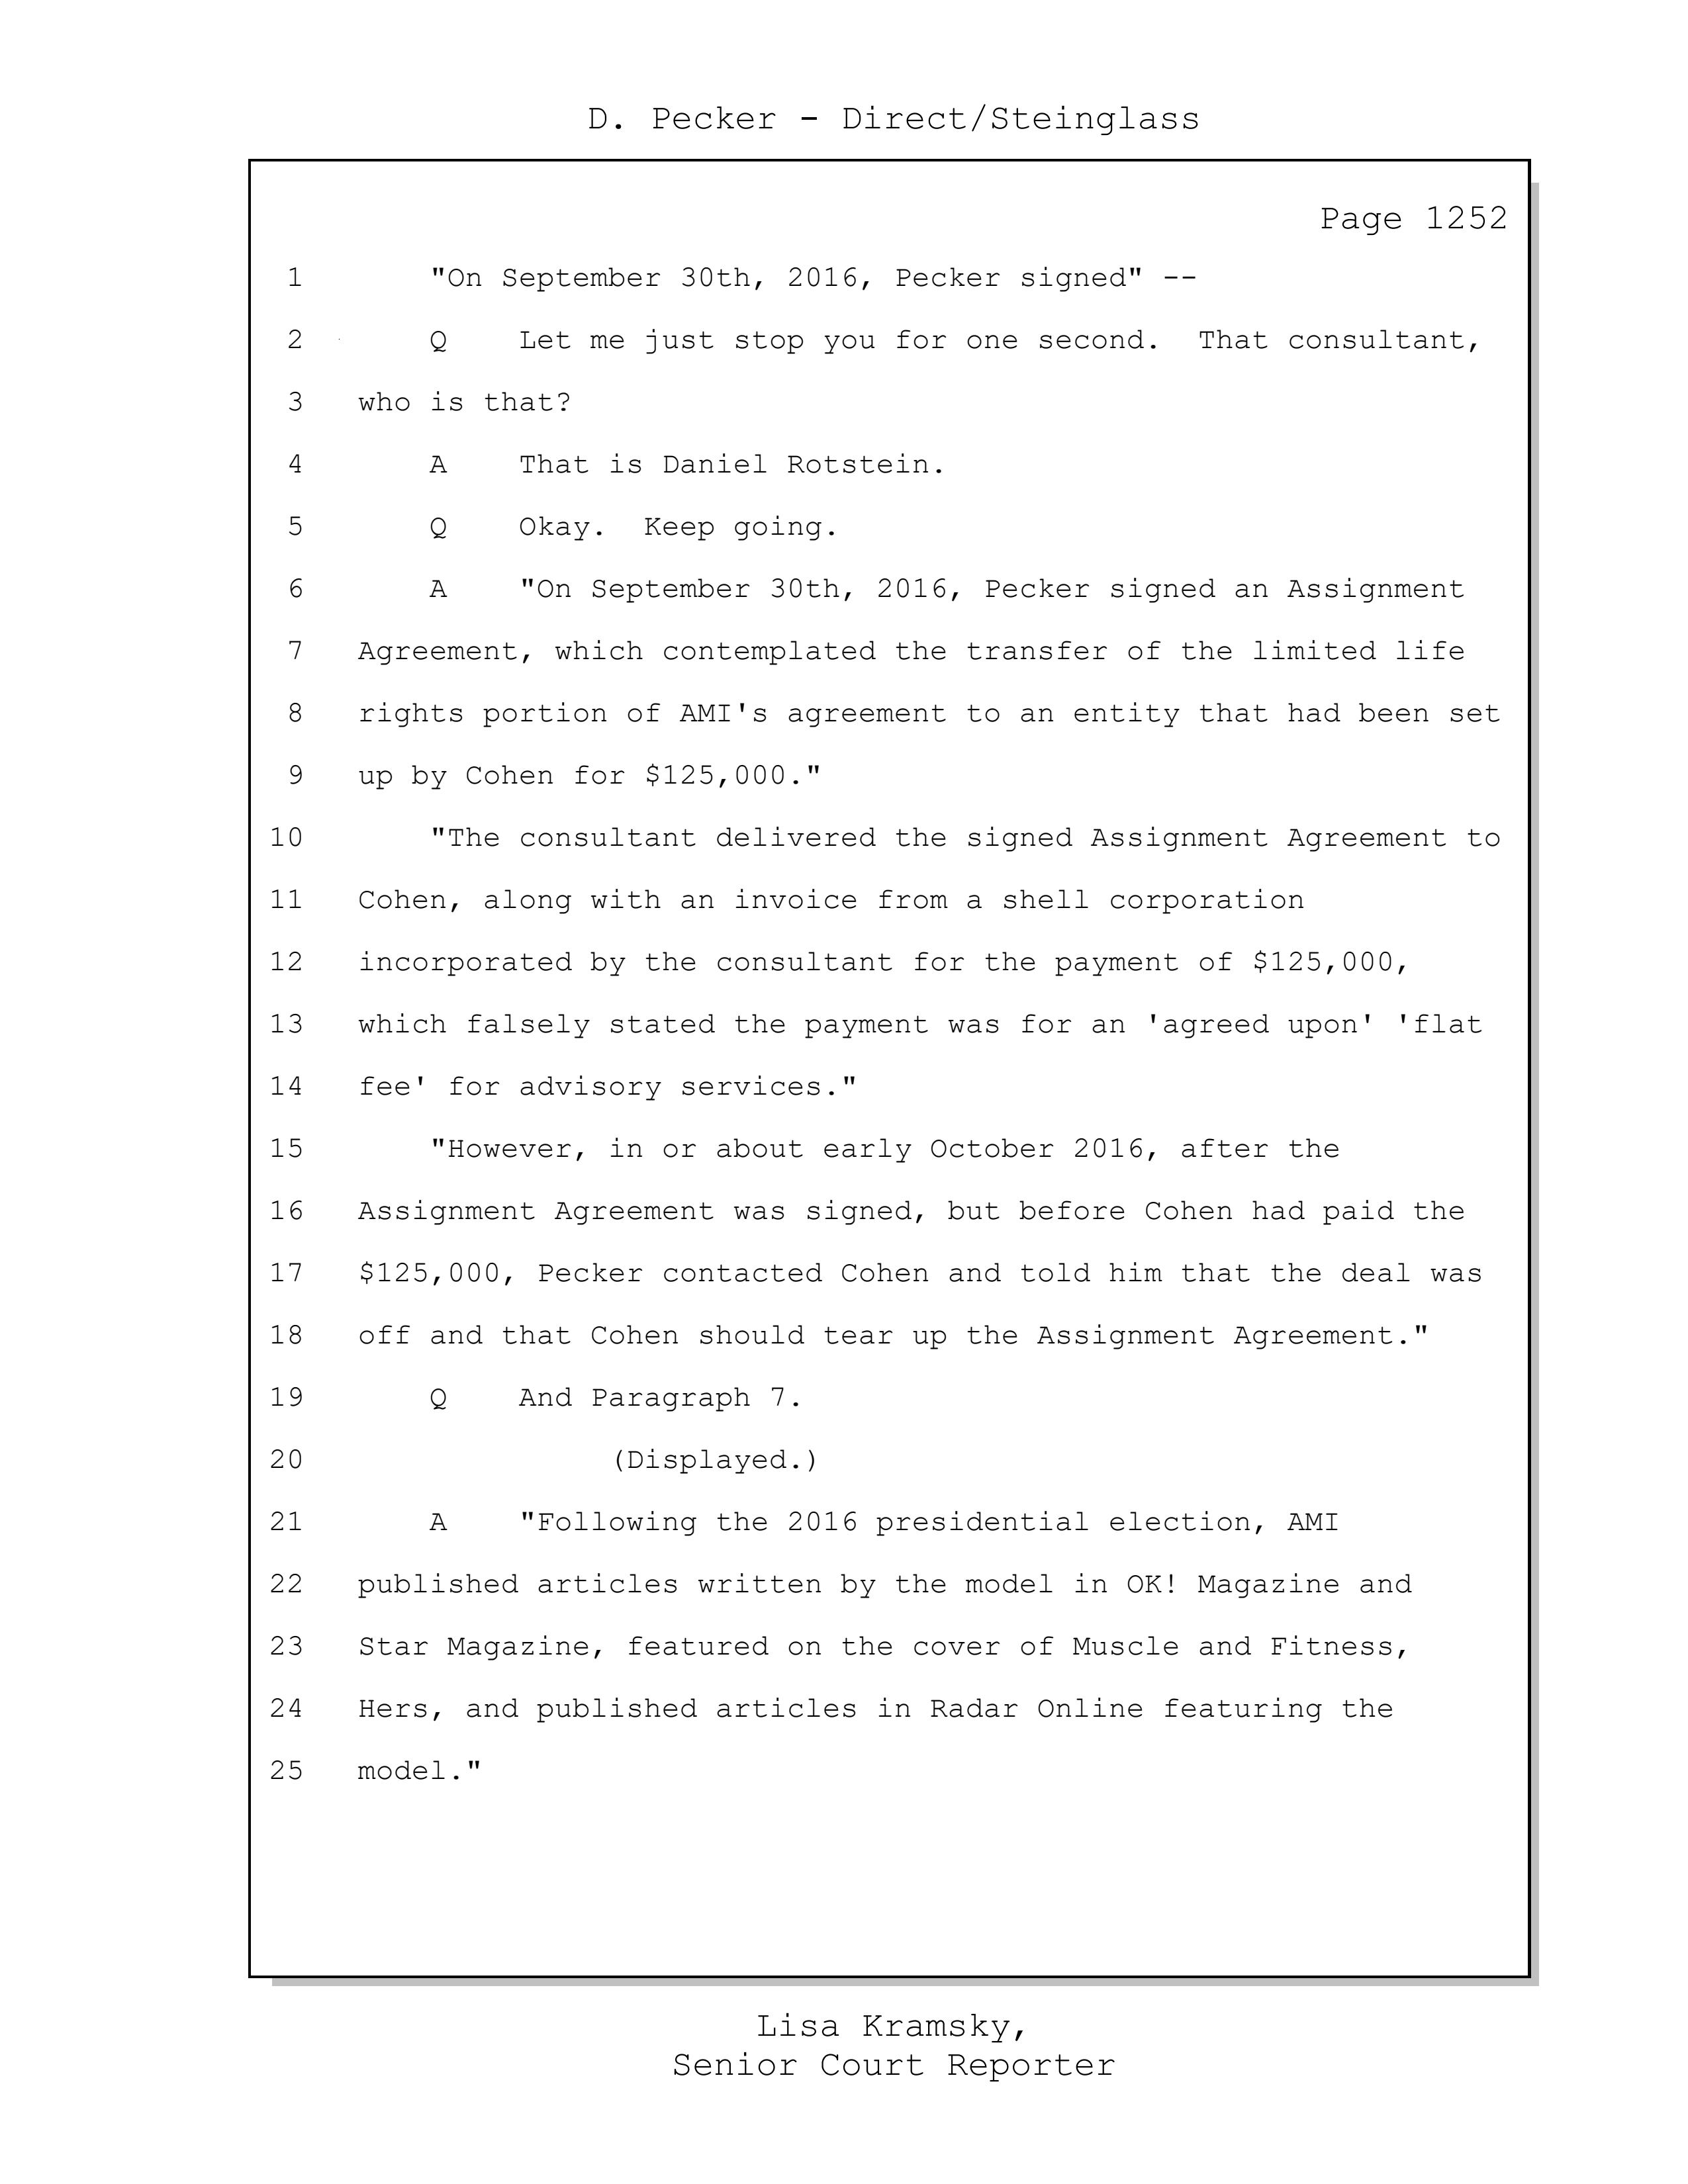 D. Pecker - Direct/Steinglass
Page 1252
1 "On September 30th, 2016, Pecker signed" --
2 Q Let me just stop you for one second. That consultant,
3 who is that?
4 A That is Daniel Rotstein.
5 Q Okay. Keep going.
6 A "On September 30th, 2016, Pecker signed an Assignment
7 Agreement, which contemplated the transfer of the limited life
8 rights portion of AMI's agreement to an entity that had been set
9 up by Cohen for $125,000."
10 "The consultant delivered the signed Assignment Agreement to
11 Cohen, along with an invoice from a shell corporation
12 incorporated by the consultant for the payment of $125,000,
13 which falsely stated the payment was for an 'agreed upon' 'flat
14 fee' for advisory services."
15 "However, in or about early October 2016, after the
16 Assignment Agreement was signed, but before Cohen had paid the
17 $125,000, Pecker contacted Cohen and told him that the deal was
18 off and that Cohen should tear up the Assignment Agreement."
19 Q And Paragraph 7.
20 (Displayed.)
21 A "Following the 2016 presidential election, AMI
22 published articles written by the model in OK! Magazine and
23 Star Magazine, featured on the cover of Muscle and Fitness,
24 Hers, and published articles in Radar Online featuring the
25 model."
Lisa Kramsky,
Senior Court Reporter